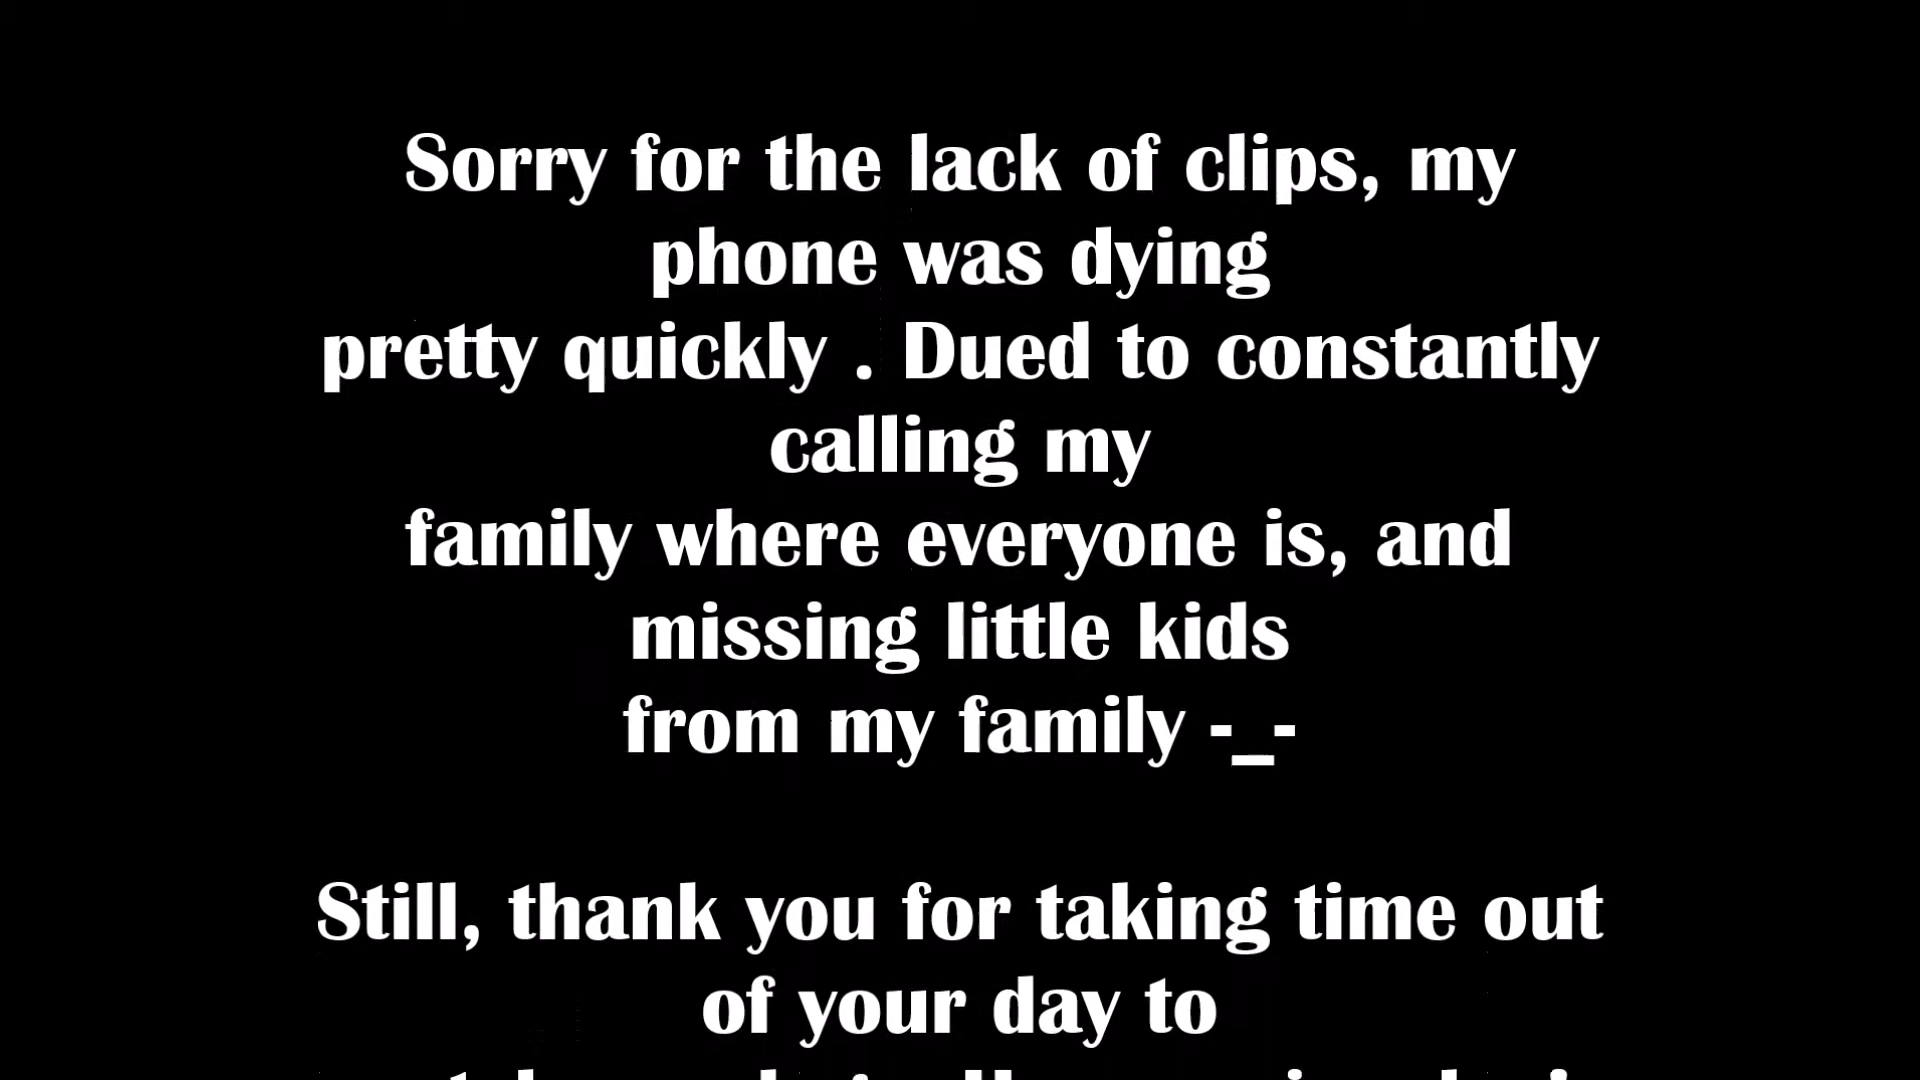 Sorry for the lack of clips, my
phone was dying
pretty quickly . Dued to constantly
calling my
family where everyone is, and
missing little kids
from my family -_-
Still, thank you for taking time out
of your day to